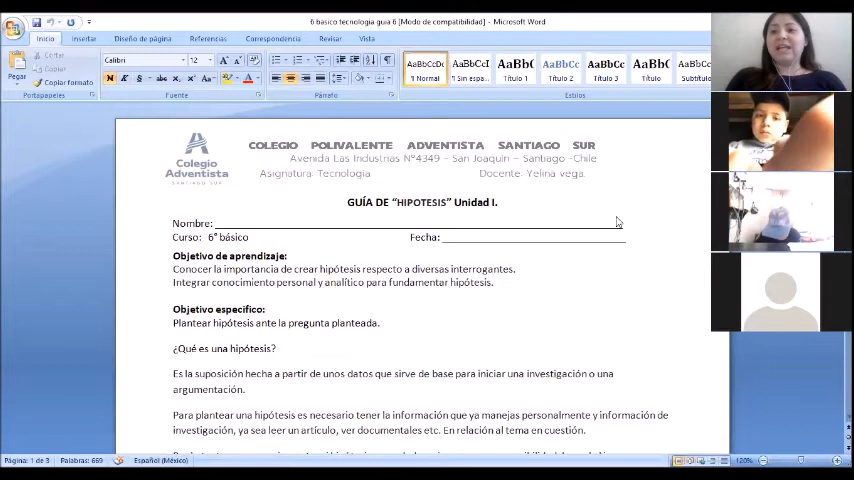 6 basico tecnologia guia 6 [Modo de compatibilidad] - Microsoft Word
Inicio Insertar Diseño de página Referencias Correspondencia Revisar Vista
Cortar
Copiar
Copiar formato
Pegar
Portapapeles
Calibri 12
Fuente
Párrafo
AaBbCcDc AaBbCcI AaBb( AaBbCc AaBbCc AaBb( AaBbCc
¶ Normal ¶ Sin espa... Título 1 Título 2 Título 3 Título Subtítulo
Estilos
Colegio
Adventista
SANTIAGO SUR
COLEGIO POLIVALENTE ADVENTISTA SANTIAGO SUR
Avenida Las Industrias N°4349 - San Joaquín – Santiago -Chile
Asignatura: Tecnología Docente: Yelina vega.
GUÍA DE “HIPOTESIS” Unidad I.
Nombre:
Curso: 6° básico Fecha:
Objetivo de aprendizaje:
Conocer la importancia de crear hipótesis respecto a diversas interrogantes.
Integrar conocimiento personal y analítico para fundamentar hipótesis.
Objetivo especifico:
Plantear hipótesis ante la pregunta planteada.
¿Qué es una hipótesis?
Es la suposición hecha a partir de unos datos que sirve de base para iniciar una investigación o una
argumentación.
Para plantear una hipótesis es necesario tener la información que ya manejas personalmente y información de
investigación, ya sea leer un artículo, ver documentales etc. En relación al tema en cuestión.
Página: 1 de 3 Palabras: 669 Español (México) 120%